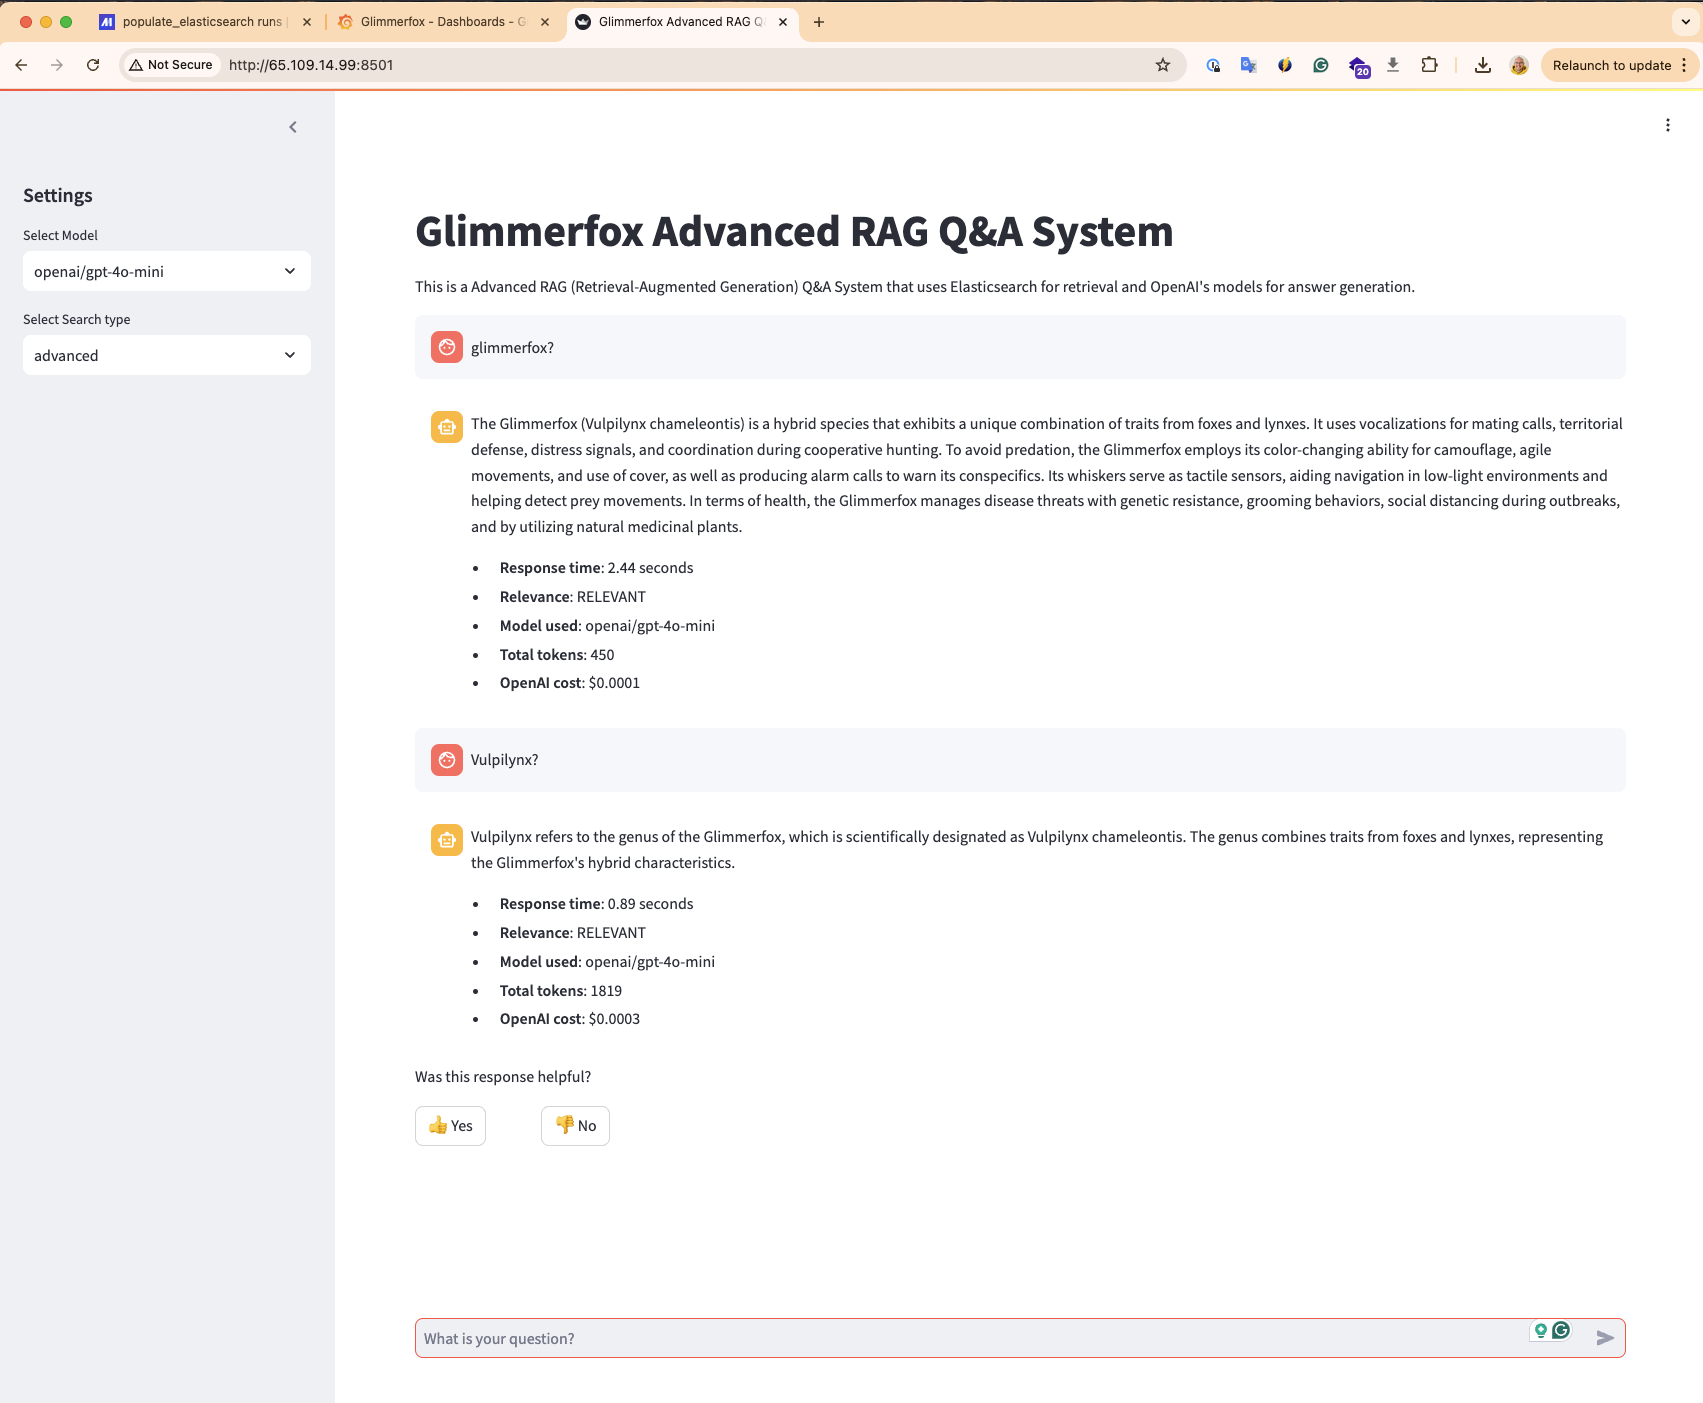 populate_elasticsearch runs
Glimmerfox - Dashboards - G
Glimmerfox Advanced RAG Q&
Not Secure
http://65.109.14.99:8501
20
Relaunch to update
Settings
Select Model
openai/gpt-4o-mini
Select Search type
advanced
Glimmerfox Advanced RAG Q&A System
This is a Advanced RAG (Retrieval-Augmented Generation) Q&A System that uses Elasticsearch for retrieval and OpenAI's models for answer generation.
glimmerfox?
The Glimmerfox (Vulpilynx chameleontis) is a hybrid species that exhibits a unique combination of traits from foxes and lynxes. It uses vocalizations for mating calls, territorial
defense, distress signals, and coordination during cooperative hunting. To avoid predation, the Glimmerfox employs its color-changing ability for camouflage, agile
movements, and use of cover, as well as producing alarm calls to warn its conspecifics. Its whiskers serve as tactile sensors, aiding navigation in low-light environments and
helping detect prey movements. In terms of health, the Glimmerfox manages disease threats with genetic resistance, grooming behaviors, social distancing during outbreaks,
and by utilizing natural medicinal plants.
• Response time: 2.44 seconds
• Relevance: RELEVANT
• Model used: openai/gpt-4o-mini
• Total tokens: 450
• OpenAI cost: $0.0001
Vulpilynx?
Vulpilynx refers to the genus of the Glimmerfox, which is scientifically designated as Vulpilynx chameleontis. The genus combines traits from foxes and lynxes, representing
the Glimmerfox's hybrid characteristics.
• Response time: 0.89 seconds
• Relevance: RELEVANT
• Model used: openai/gpt-4o-mini
• Total tokens: 1819
• OpenAI cost: $0.0003
Was this response helpful?
👍 Yes
👎 No
What is your question?